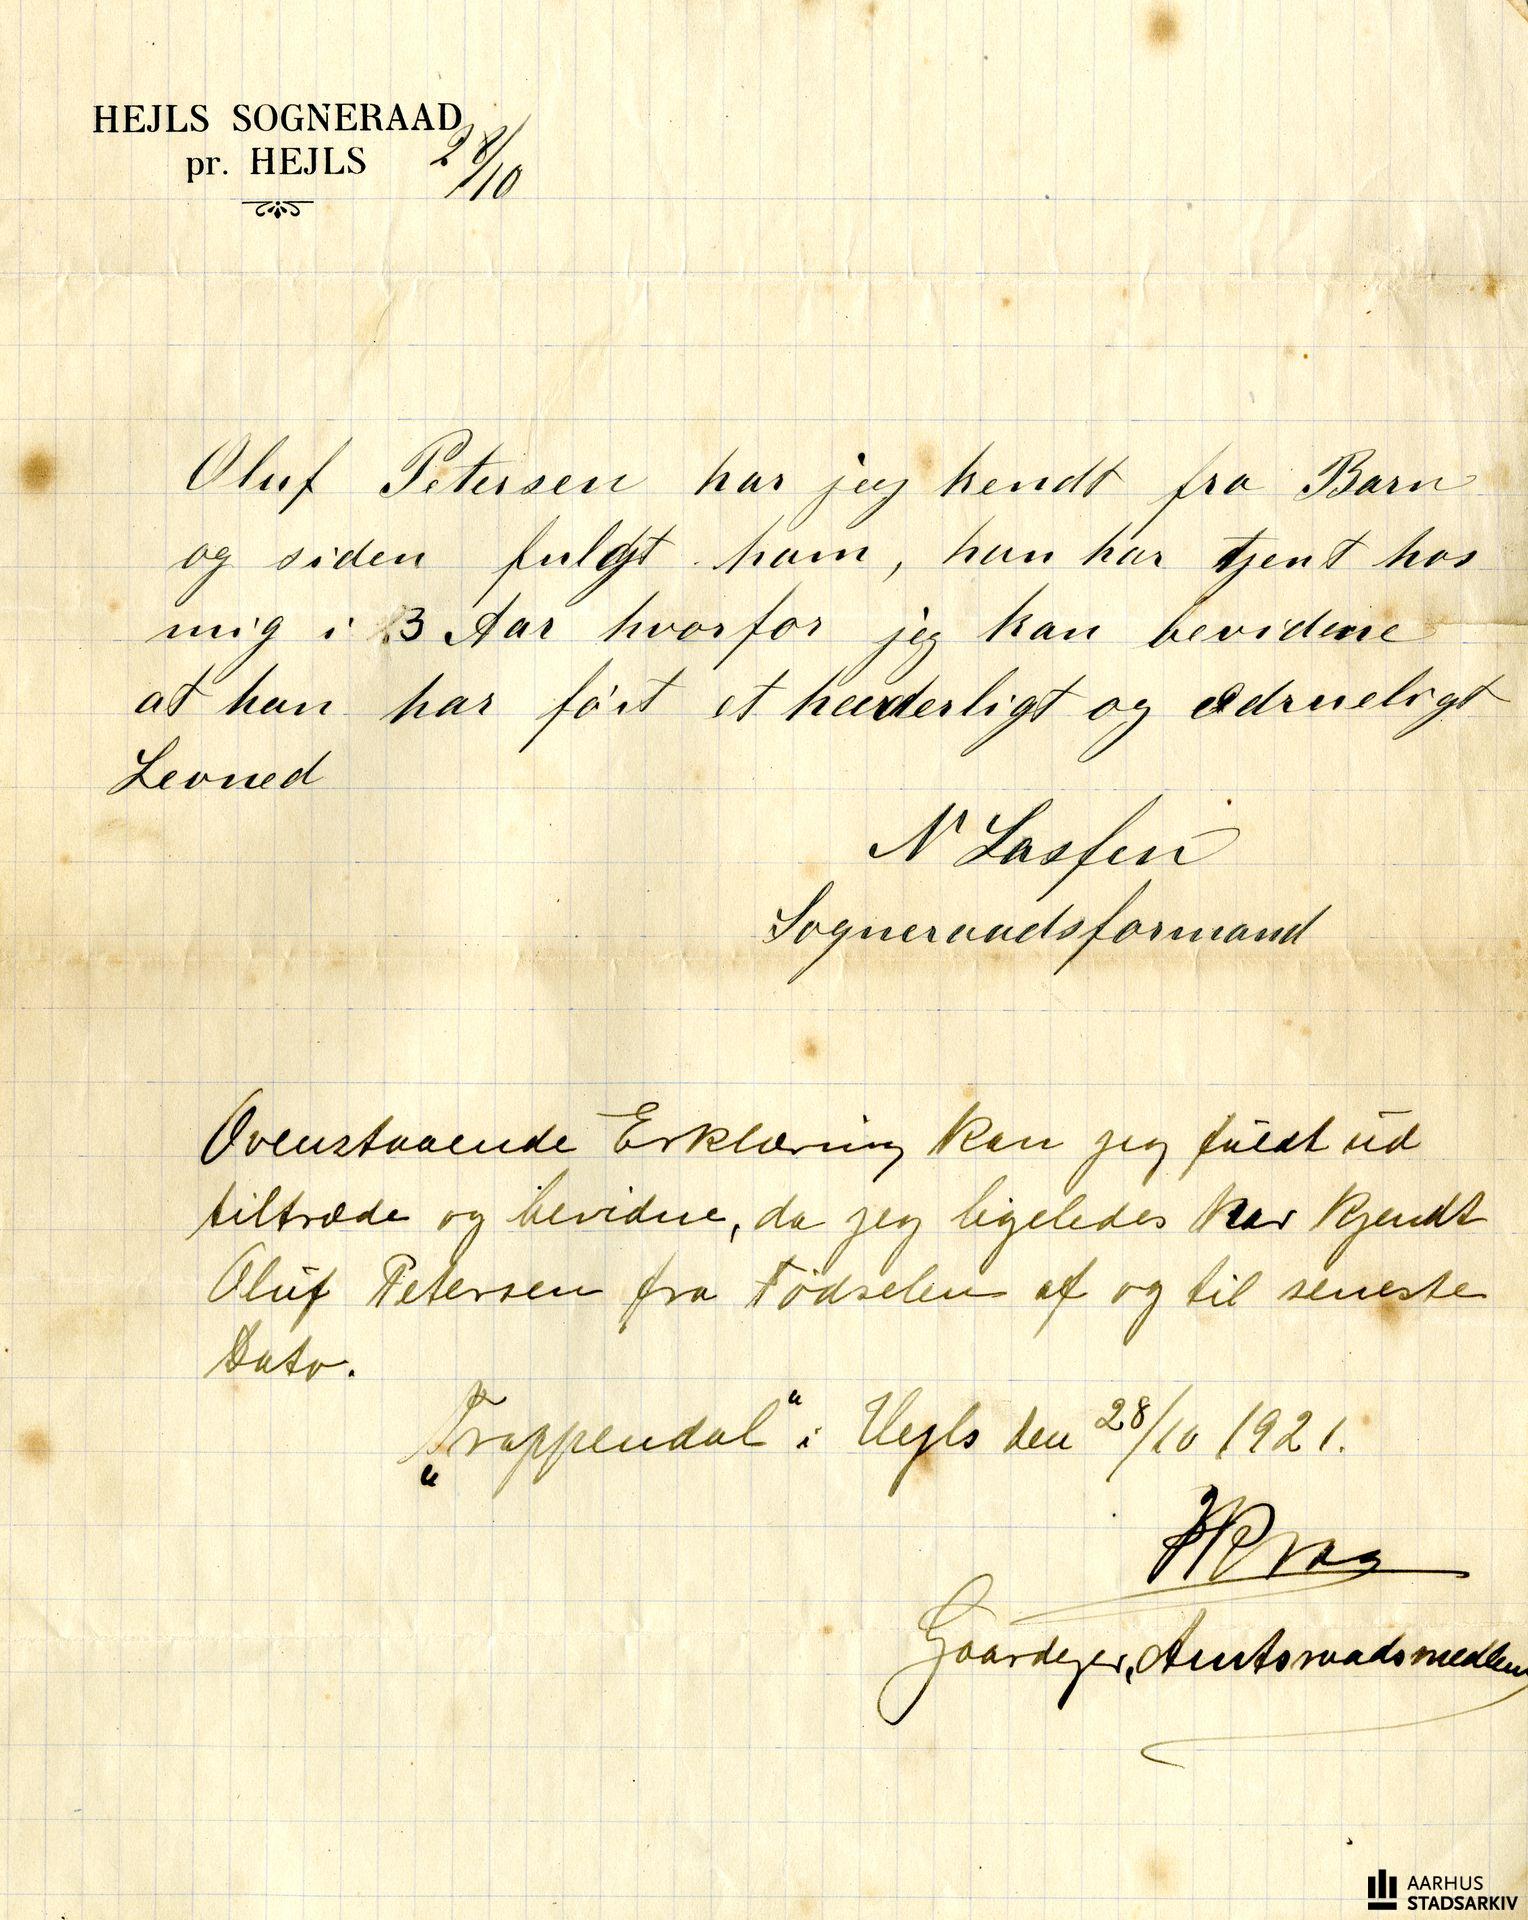 HEJLS SOGNERAAD
pr. HEJLS 28/10
Oluf Petersen har jeg kendt fra Barn
og siden fulgt ham, han har tjent hos
mig i 3 Aar hvorfor jeg kan bevidene
at han har ført et hæderligt og ædrueligt
Levned
N Lassen
Sogneraadsformand
Ovenstaaende Erklæring kan jeg fuldt ud
tiltræde og bevidne, da jeg ligeledes har kjendt
Oluf Petersen fra Fødselen af og til seneste
Dato.
"Trappendal" i Hejls den 28/10 1921.
Gaardejer, Amtsraadsmedlem
AARHUS
STADSARKIV